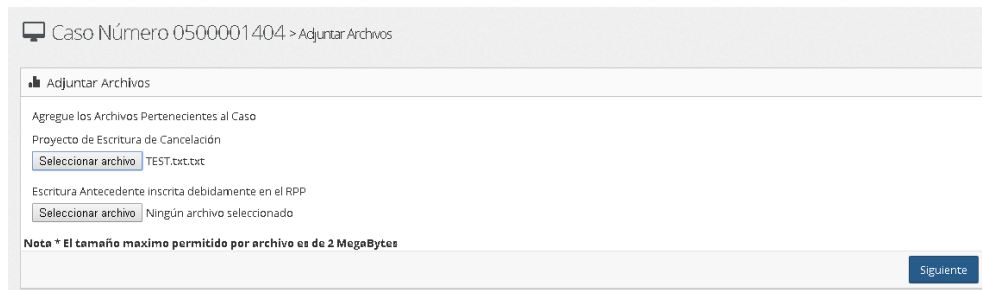 Caso Número 0500001404 > Adjuntar Archivos
Adjuntar Archivos
Agregue los Archivos Pertenecientes al Caso
Proyecto de Escritura de Cancelación
Seleccionar archivo TEST.txt.txt
Escritura Antecedente inscrita debidamente en el RPP
Seleccionar archivo Ningún archivo seleccionado
Nota * El tamaño maximo permitido por archivo es de 2 MegaBytes
Siguiente